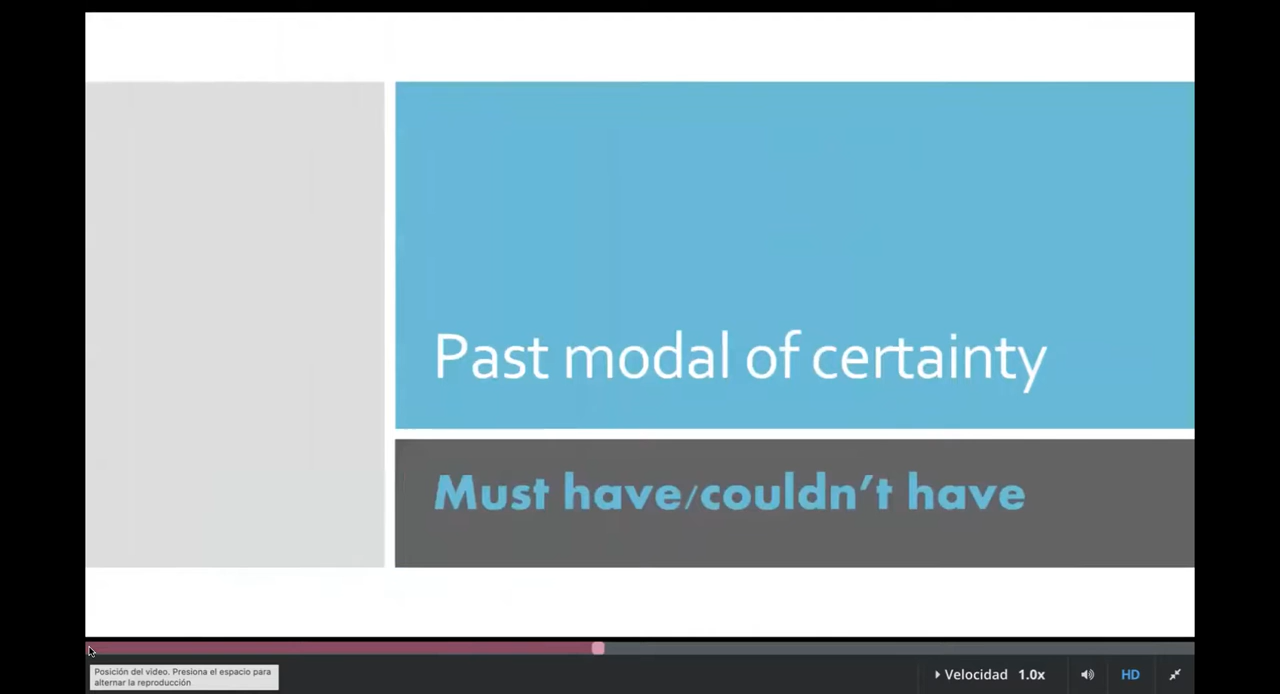 Past modal of certainty
Must have/couldn't have
Posición del video. Presiona el espacio para
alternar la reproducción
Velocidad 1.0x HD